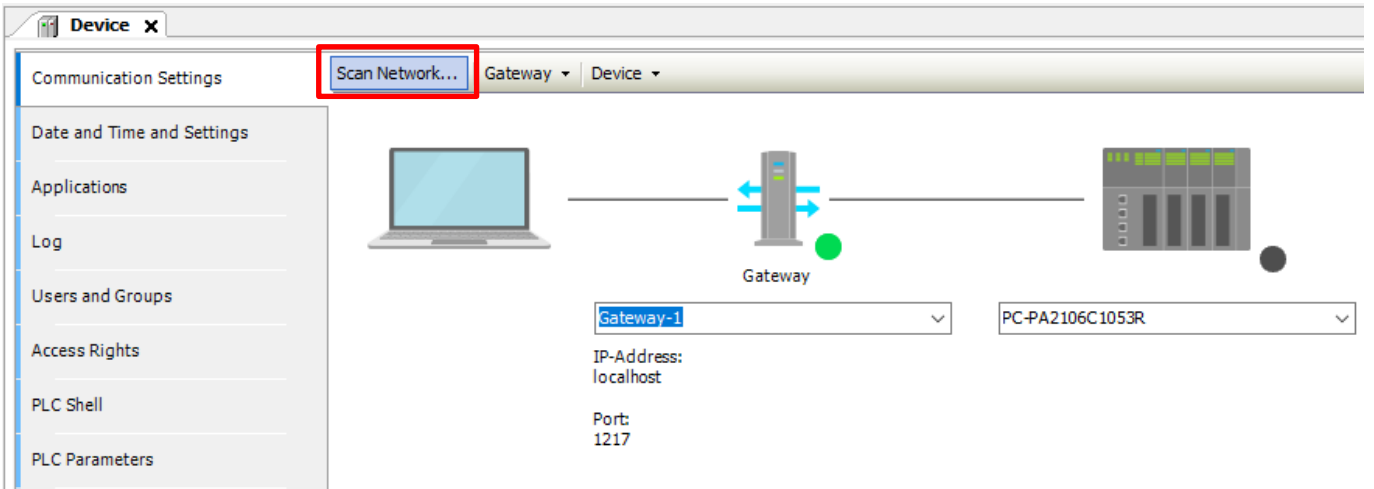 Device
Communication Settings
Date and Time and Settings
Applications
Log
Users and Groups
Access Rights
PLC Shell
PLC Parameters
Scan Network... Gateway Device
Gateway
Gateway-1
IP-Address:
localhost
Port:
1217
PC-PA2106C1053R